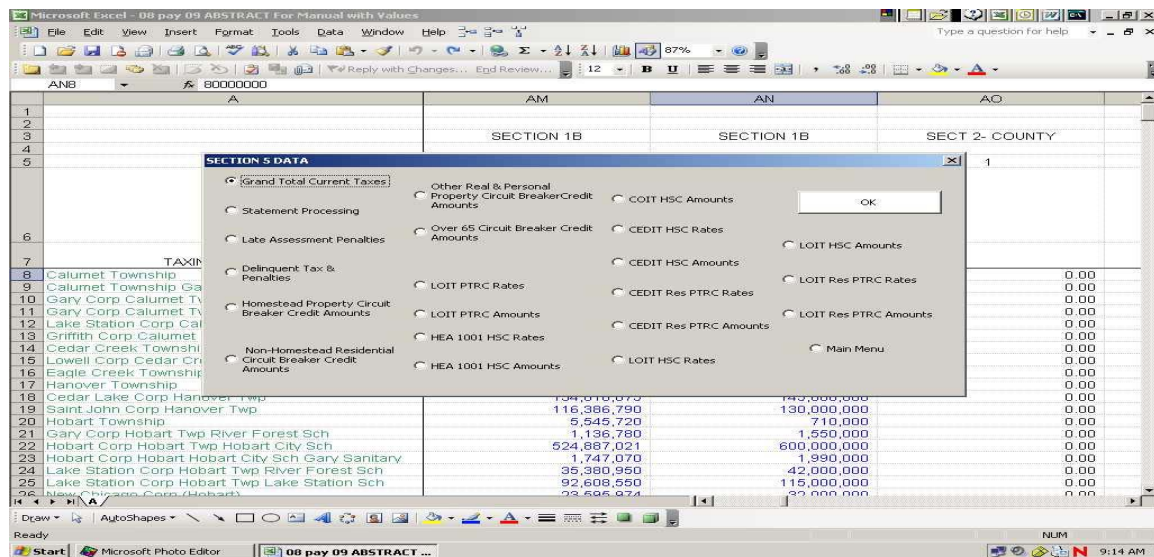 Microsoft Excel - 08 pay 09 ABSTRACT For Manual with Values
File Edit View Insert Format Tools Data Window Help Type a question for help
87%
Reply with Changes... End Review... 12 B U
AN8 fx 80000000
A AM AN AO
1
2
3 SECTION 1B SECTION 1B SECT 2- COUNTY
4
5 1
6
7 TAXIN
SECTION 5 DATA
Grand Total Current Taxes
Statement Processing
Late Assessment Penalties
Delinquent Tax &
Penalties
Homestead Property Circuit
Breaker Credit Amounts
Non-Homestead Residential
Circuit Breaker Credit
Amounts
Other Real & Personal
Property Circuit BreakerCredit
Amounts
Over 65 Circuit Breaker Credit
Amounts
LOIT PTRC Rates
LOIT PTRC Amounts
HEA 1001 HSC Rates
HEA 1001 HSC Amounts
COIT HSC Amounts
CEDIT HSC Rates
CEDIT HSC Amounts
CEDIT Res PTRC Rates
CEDIT Res PTRC Amounts
LOIT HSC Rates
OK
LOIT HSC Amounts
LOIT Res PTRC Rates
LOIT Res PTRC Amounts
Main Menu
8 Calumet Township 0.00
9 Calumet Township Ga 0.00
10 Gary Corp Calumet Tv 0.00
11 Gary Corp Calumet Tv 0.00
12 Lake Station Corp Cal 0.00
13 Griffith Corp Calumet 0.00
14 Cedar Creek Townshi 0.00
15 Lowell Corp Cedar Cr 0.00
16 Eagle Creek Township 0.00
17 Hanover Township 0.00
18 Cedar Lake Corp Hanover Twp 0.00
19 Saint John Corp Hanover Twp 116,386,790 130,000,000 0.00
20 Hobart Township 5,545,720 710,000 0.00
21 Gary Corp Hobart Twp River Forest Sch 1,136,780 1,550,000 0.00
22 Hobart Corp Hobart Twp Hobart City Sch 524,887,021 600,000,000 0.00
23 Hobart Corp Hobart Twp Hobart City Sch Gary Sanitary 1,747,070 1,990,000 0.00
24 Lake Station Corp Hobart Twp River Forest Sch 35,380,950 42,000,000 0.00
25 Lake Station Corp Hobart Twp Lake Station Sch 92,608,550 115,000,000 0.00
26 New Chicago Corp (Hobart) 23,595,974 32,000,000 0.00
A
Draw AutoShapes
Ready NUM
Start Microsoft Photo Editor 08 pay 09 ABSTRACT ... 9:14 AM